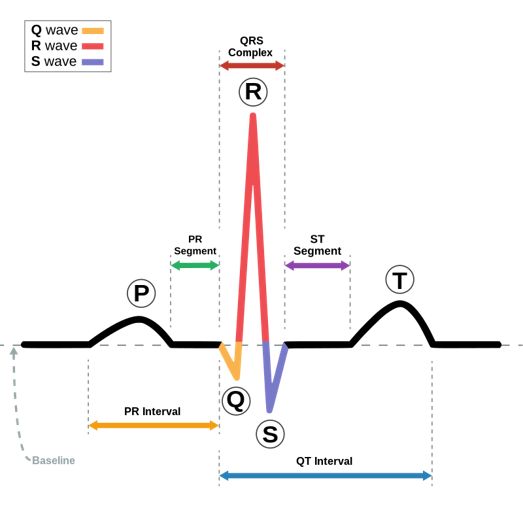 Q wave
R wave
S wave
QRS
Complex
R
PR
Segment
ST
Segment
P
T
Q
PR Interval
S
Baseline
QT Interval